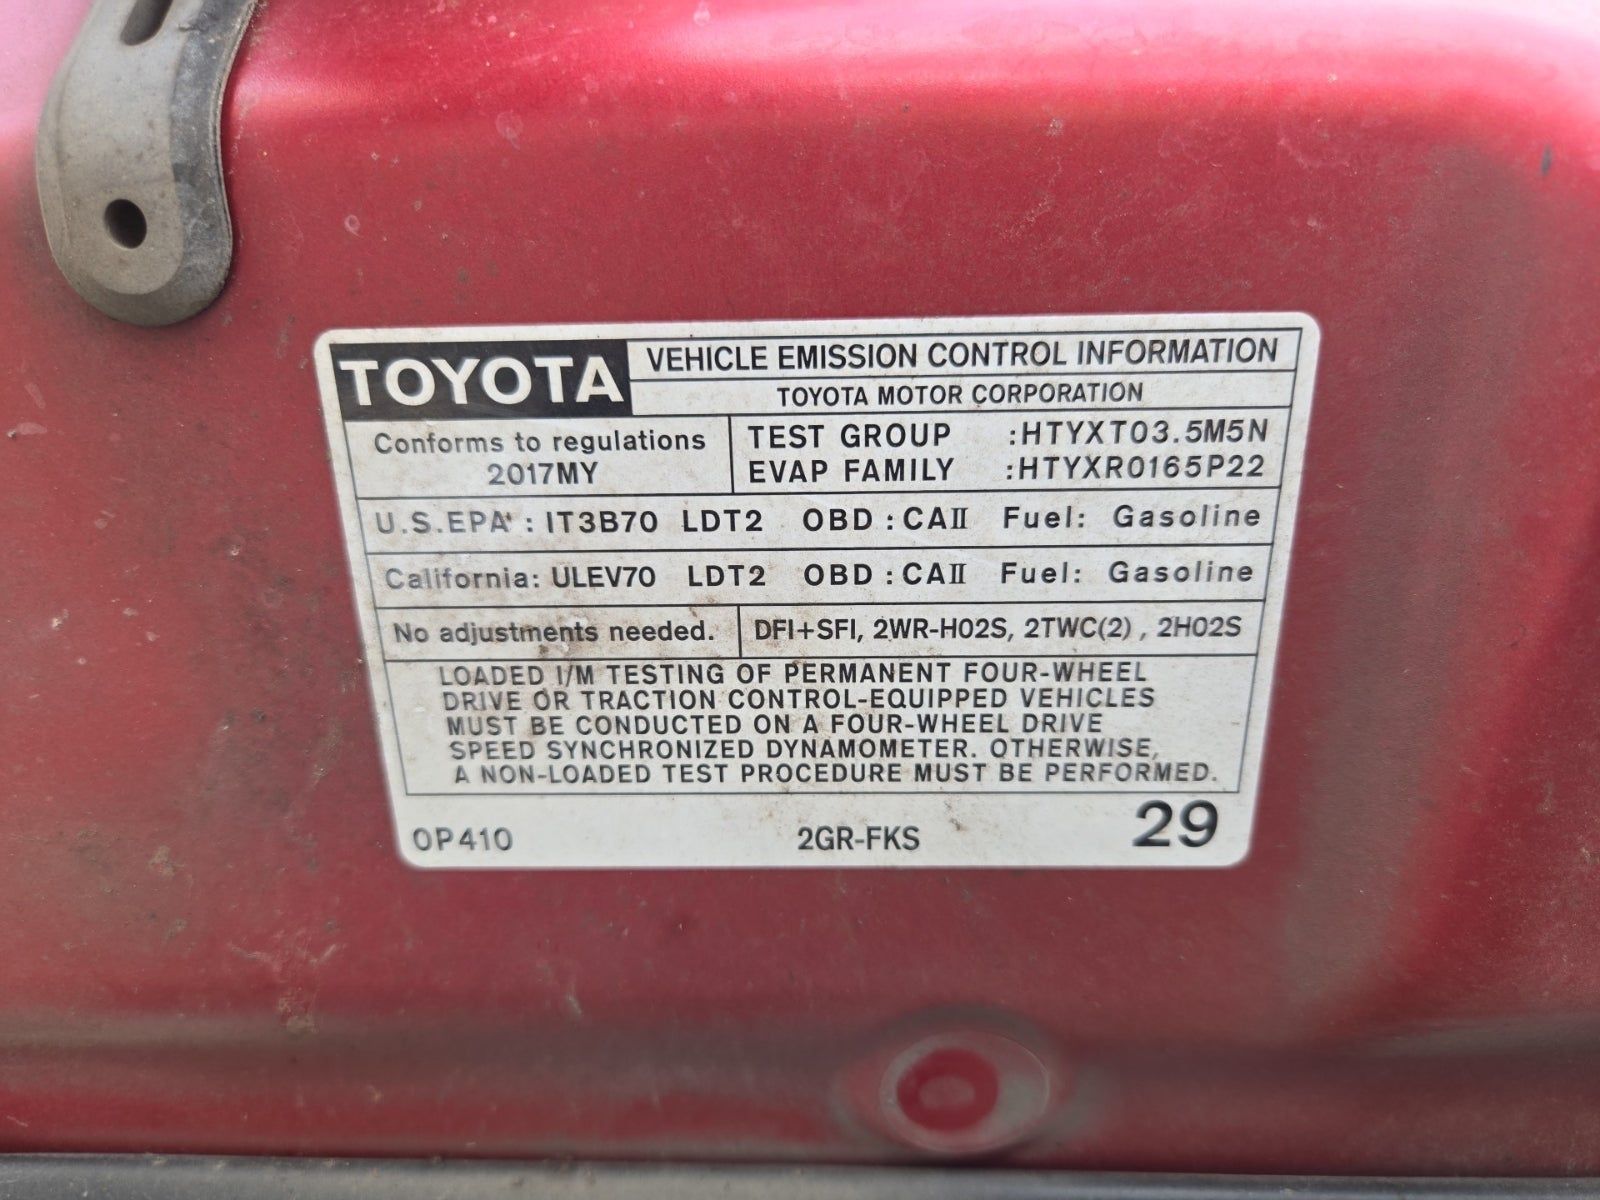 TOYOTA
VEHICLE EMISSION CONTROL INFORMATION
TOYOTA MOTOR CORPORATION
Conforms to regulations
2017MY
TEST GROUP :HTYXT03.5M5N
EVAP FAMILY :HTYXR0165P22
U.S.EPA : IT3B70 LDT2 OBD : CAII Fuel: Gasoline
California: ULEV70 LDT2 OBD : CAII Fuel: Gasoline
No adjustments needed.
DFI+SFI, 2WR-HO2S, 2TWC(2) , 2HO2S
LOADED I/M TESTING OF PERMANENT FOUR-WHEEL
DRIVE OR TRACTION CONTROL-EQUIPPED VEHICLES
MUST BE CONDUCTED ON A FOUR-WHEEL DRIVE
SPEED SYNCHRONIZED DYNAMOMETER. OTHERWISE,
A NON-LOADED TEST PROCEDURE MUST BE PERFORMED.
0P410 2GR-FKS 29